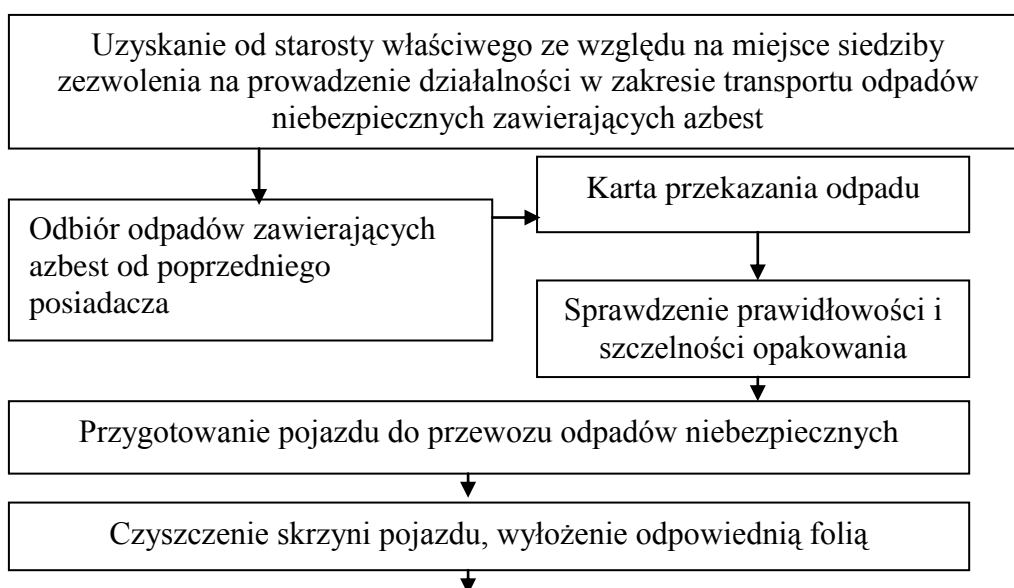 Uzyskanie od starosty właściwego ze względu na miejsce siedziby
zezwolenia na prowadzenie działalności w zakresie transportu odpadów
niebezpiecznych zawierających azbest
Karta przekazania odpadu
Odbiór odpadów zawierających
azbest od poprzedniego
posiadacza
Sprawdzenie prawidłowości i
szczelności opakowania
Przygotowanie pojazdu do przewozu odpadów niebezpiecznych
Czyszczenie skrzyni pojazdu, wyłożenie odpowiednią folią